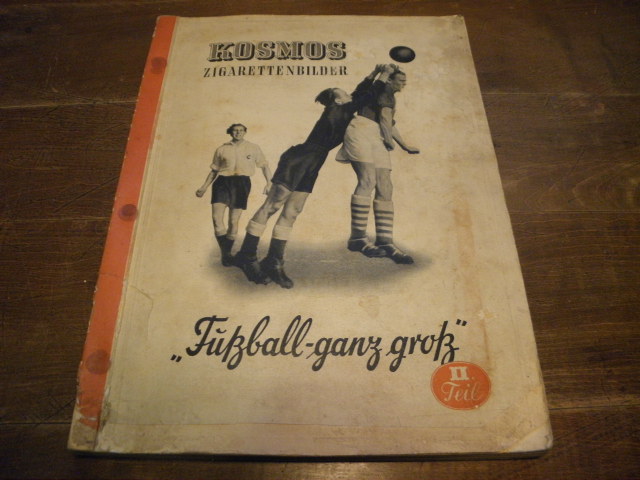 KOSMOS
ZIGARETTENBILDER
„Fußball-ganz groß"
II.
Teil